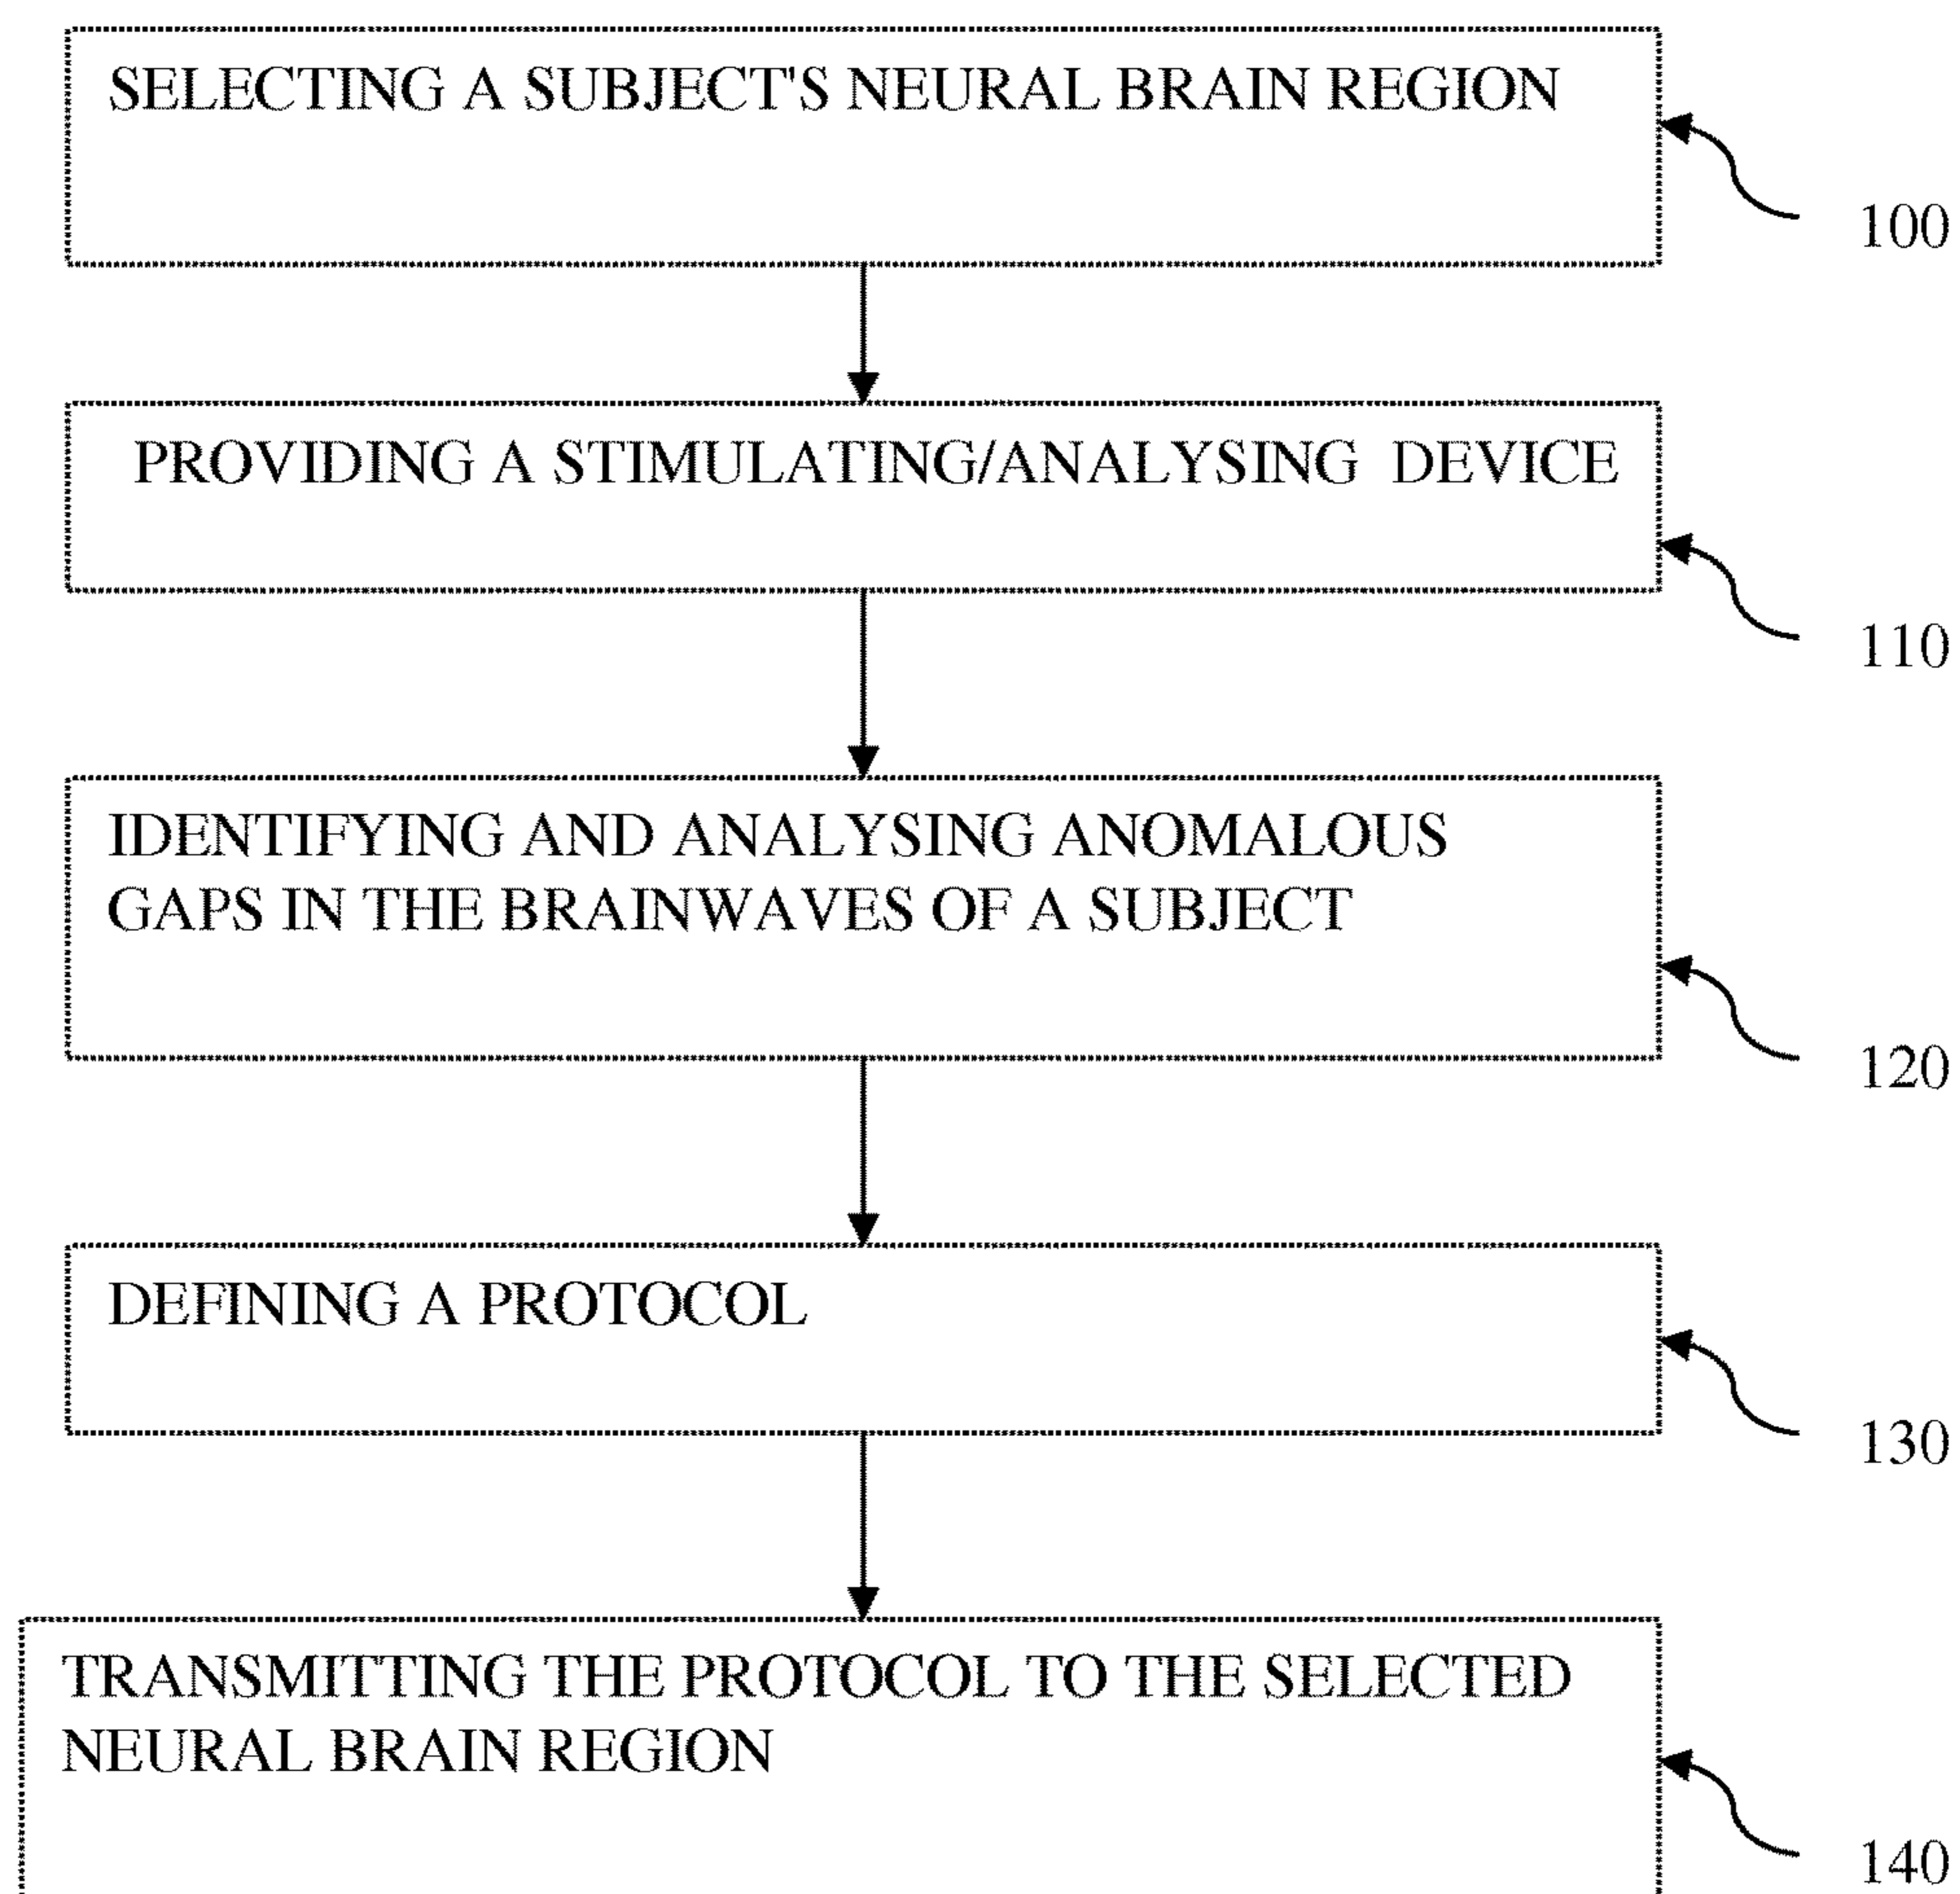 SELECTING A SUBJECT'S NEURAL BRAIN REGION
100
PROVIDING A STIMULATING/ANALYSING DEVICE
110
IDENTIFYING AND ANALYSING ANOMALOUS
GAPS IN THE BRAINWAVES OF A SUBJECT
120
DEFINING A PROTOCOL
130
TRANSMITTING THE PROTOCOL TO THE SELECTED
NEURAL BRAIN REGION
140